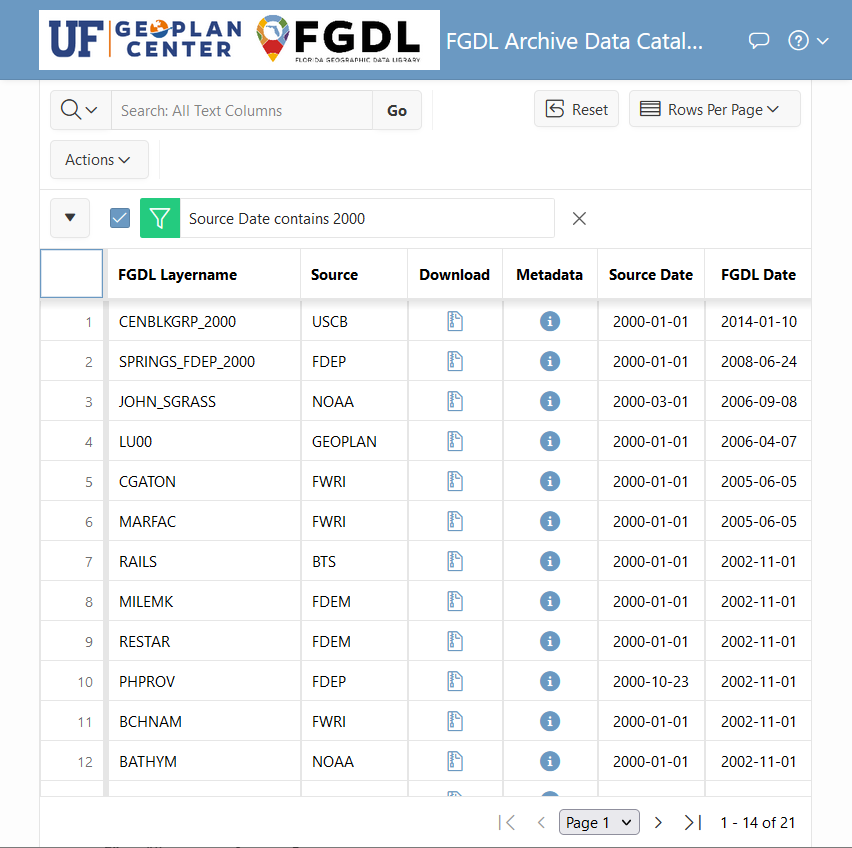 UF GEOPLAN CENTER FGDL FLORIDA GEOGRAPHIC DATA LIBRARY FGDL Archive Data Catal...
Search: All Text Columns Go Reset Rows Per Page
Actions
Source Date contains 2000
FGDL Layername Source Download Metadata Source Date FGDL Date
1 CENBLKGRP_2000 USCB 2000-01-01 2014-01-10
2 SPRINGS_FDEP_2000 FDEP 2000-01-01 2008-06-24
3 JOHN_SGRASS NOAA 2000-03-01 2006-09-08
4 LU00 GEOPLAN 2000-01-01 2006-04-07
5 CGATON FWRI 2000-01-01 2005-06-05
6 MARFAC FWRI 2000-01-01 2005-06-05
7 RAILS BTS 2000-01-01 2002-11-01
8 MILEMK FDEM 2000-01-01 2002-11-01
9 RESTAR FDEM 2000-01-01 2002-11-01
10 PHPROV FDEP 2000-10-23 2002-11-01
11 BCHNAM FWRI 2000-01-01 2002-11-01
12 BATHYM NOAA 2000-01-01 2002-11-01
Page 1 1 - 14 of 21